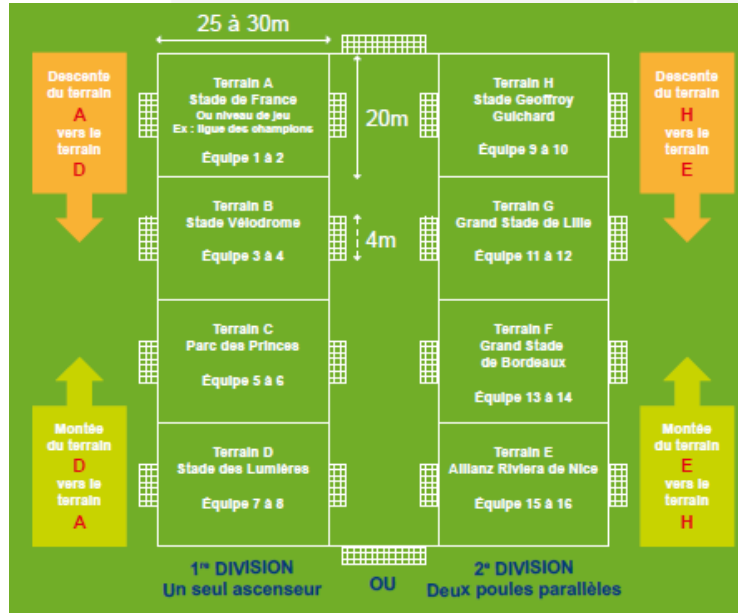 25 à 30m
Descente
du terrain
A
vers le
terrain
D
Terrain A
Stade de France
Ou niveau de jeu
Ex : ligue des champions
Équipe 1 à 2
20m
Terrain H
Stade Geoffroy
Guichard
Équipe 9 à 10
Descente
du terrain
H
vers le
terrain
E
Terrain B
Stade Vélodrome
Équipe 3 à 4
4m
Terrain G
Grand Stade de Lille
Équipe 11 à 12
Terrain C
Parc des Princes
Équipe 5 à 6
Terrain F
Grand Stade
de Bordeaux
Équipe 13 à 14
Montée
du terrain
D
vers le
terrain
A
Terrain D
Stade des Lumières
Équipe 7 à 8
Terrain E
Allianz Riviera de Nice
Équipe 15 à 16
Montée
du terrain
E
vers le
terrain
H
1re DIVISION
Un seul ascenseur
OU
2e DIVISION
Deux poules parallèles